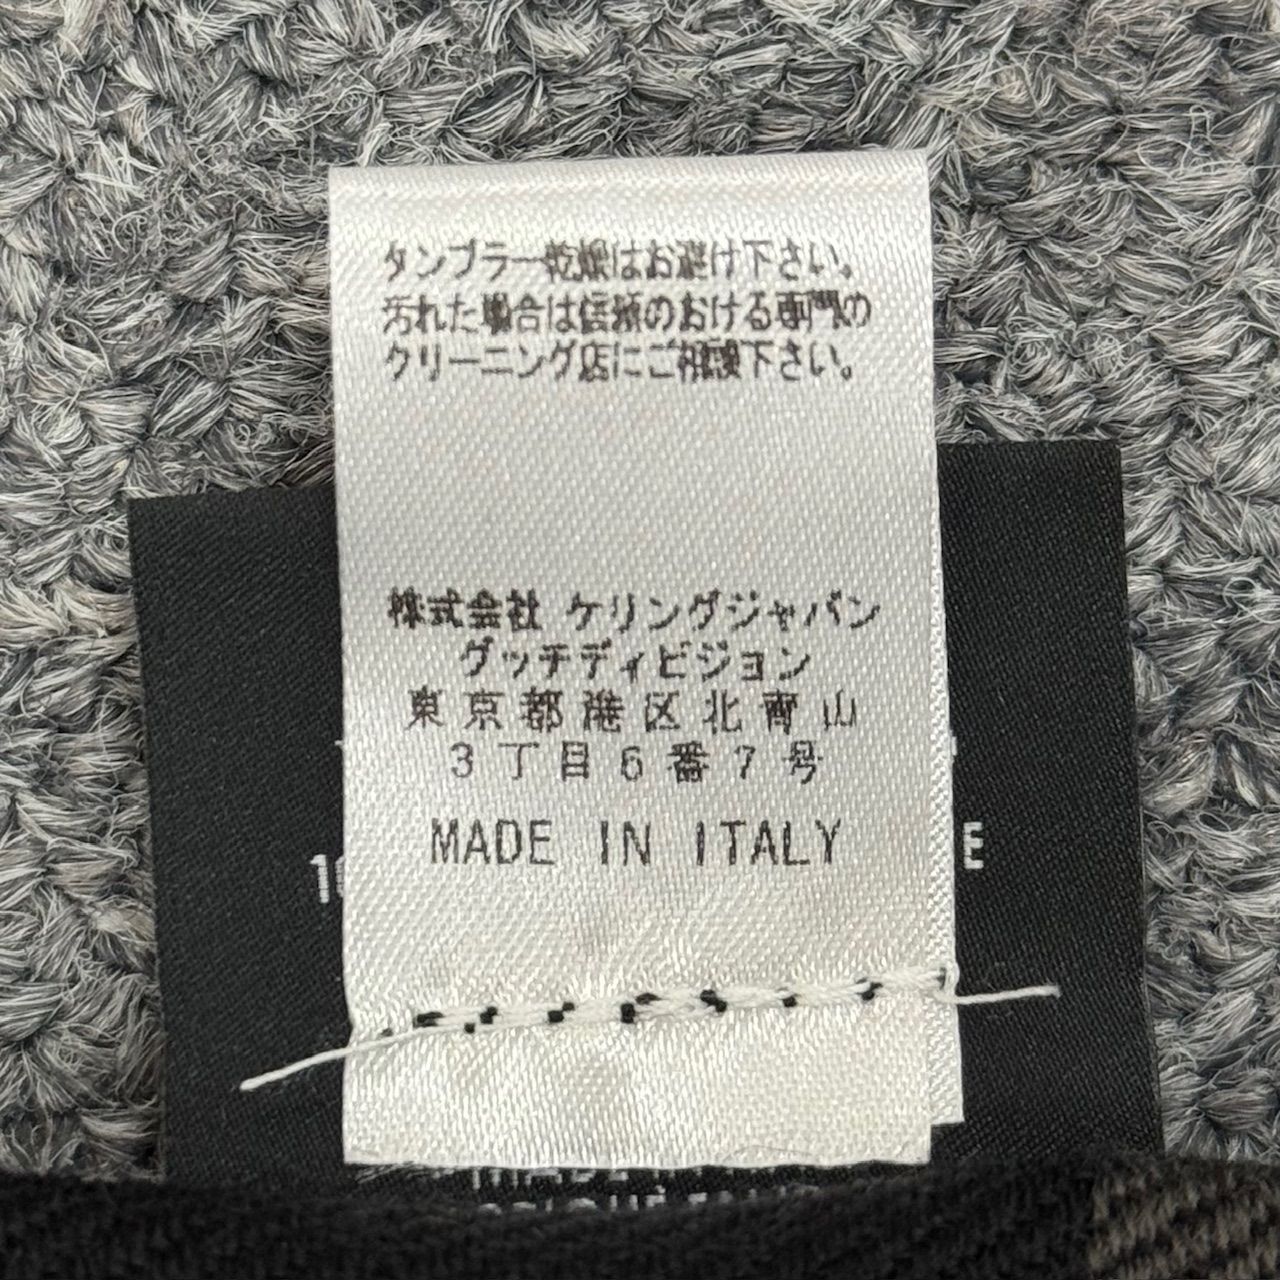 タンブラー乾燥はお避け下さい。
汚れた場合は信頼のおける専門の
クリーニング店にご相談下さい。
株式会社 ケリングジャパン
グッチディビジョン
東京都港区北青山
3丁目6番7号
MADE IN ITALY